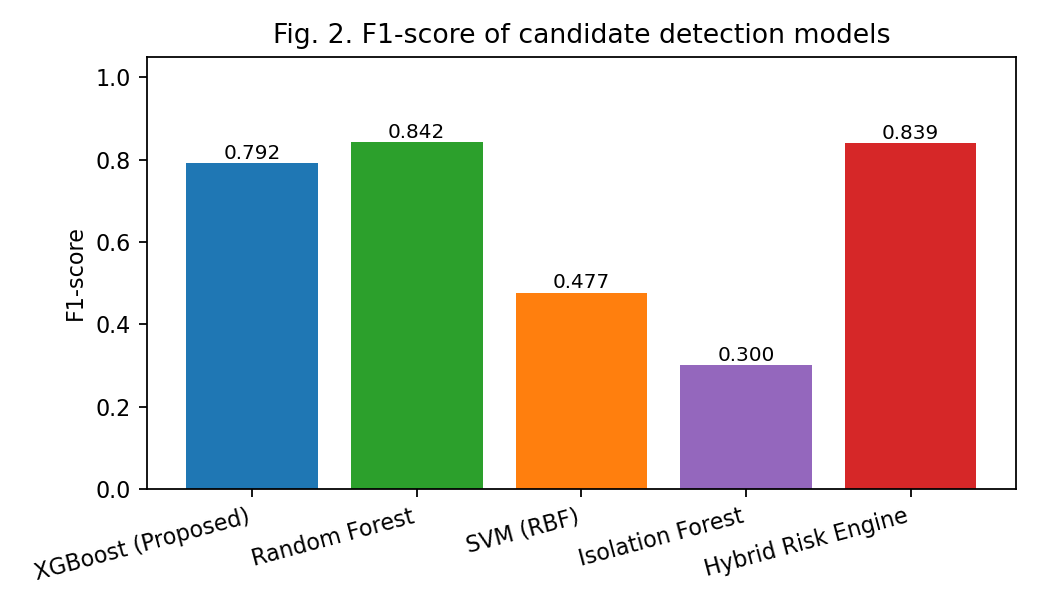 Fig. 2. F1-score of candidate detection models
F1-score
1.0
0.8
0.6
0.4
0.2
0.0
0.792
0.842
0.477
0.300
0.839
XGBoost (Proposed)
Random Forest
SVM (RBF)
Isolation Forest
Hybrid Risk Engine